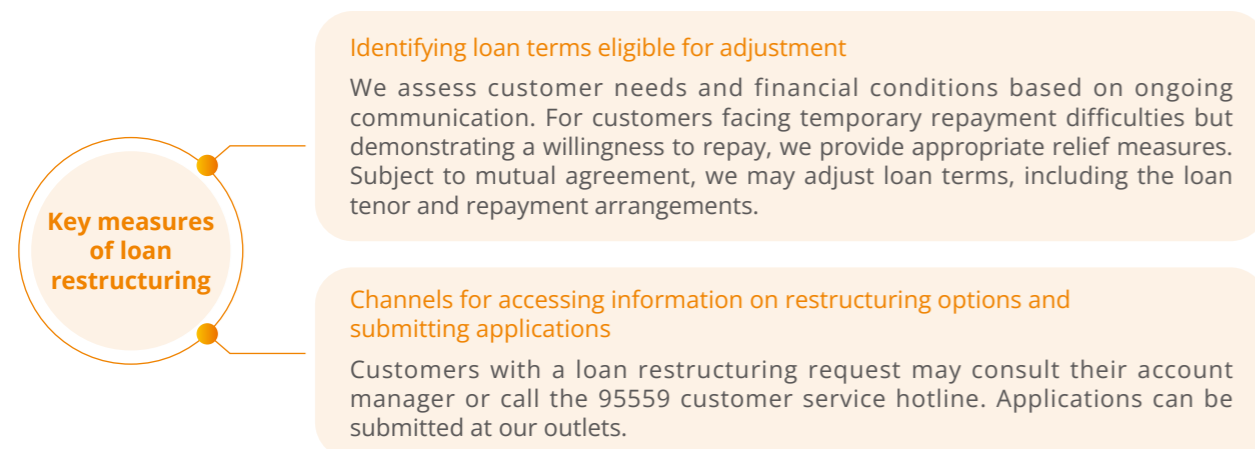 Key measures
of loan
restructuring
Identifying loan terms eligible for adjustment
We assess customer needs and financial conditions based on ongoing
communication. For customers facing temporary repayment difficulties but
demonstrating a willingness to repay, we provide appropriate relief measures.
Subject to mutual agreement, we may adjust loan terms, including the loan
tenor and repayment arrangements.
Channels for accessing information on restructuring options and
submitting applications
Customers with a loan restructuring request may consult their account
manager or call the 95559 customer service hotline. Applications can be
submitted at our outlets.